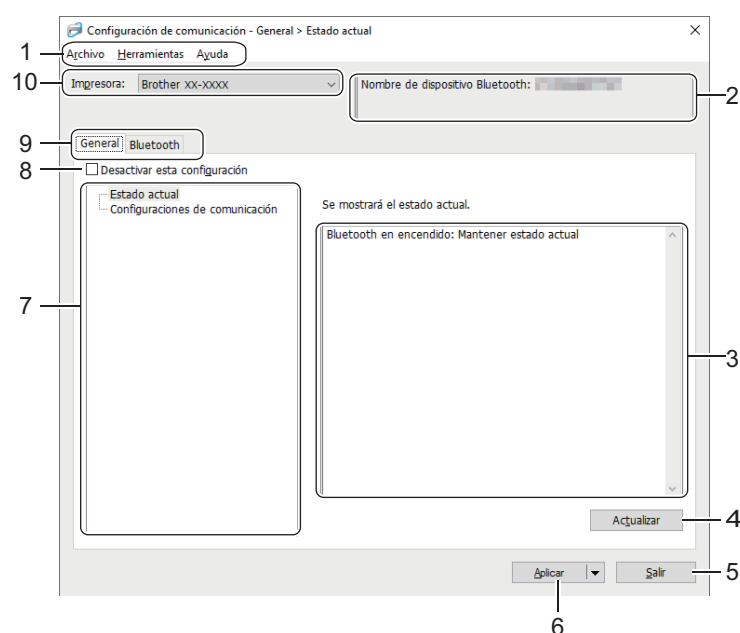 Configuración de comunicación - General > Estado actual
1
Archivo Herramientas Ayuda
10
Impresora: Brother XX-XXXX
Nombre de dispositivo Bluetooth:
2
9
General Bluetooth
8
Desactivar esta configuración
Estado actual
Configuraciones de comunicación
Se mostrará el estado actual.
Bluetooth en encendido: Mantener estado actual
7
3
Actualizar
4
Aplicar
Salir
5
6